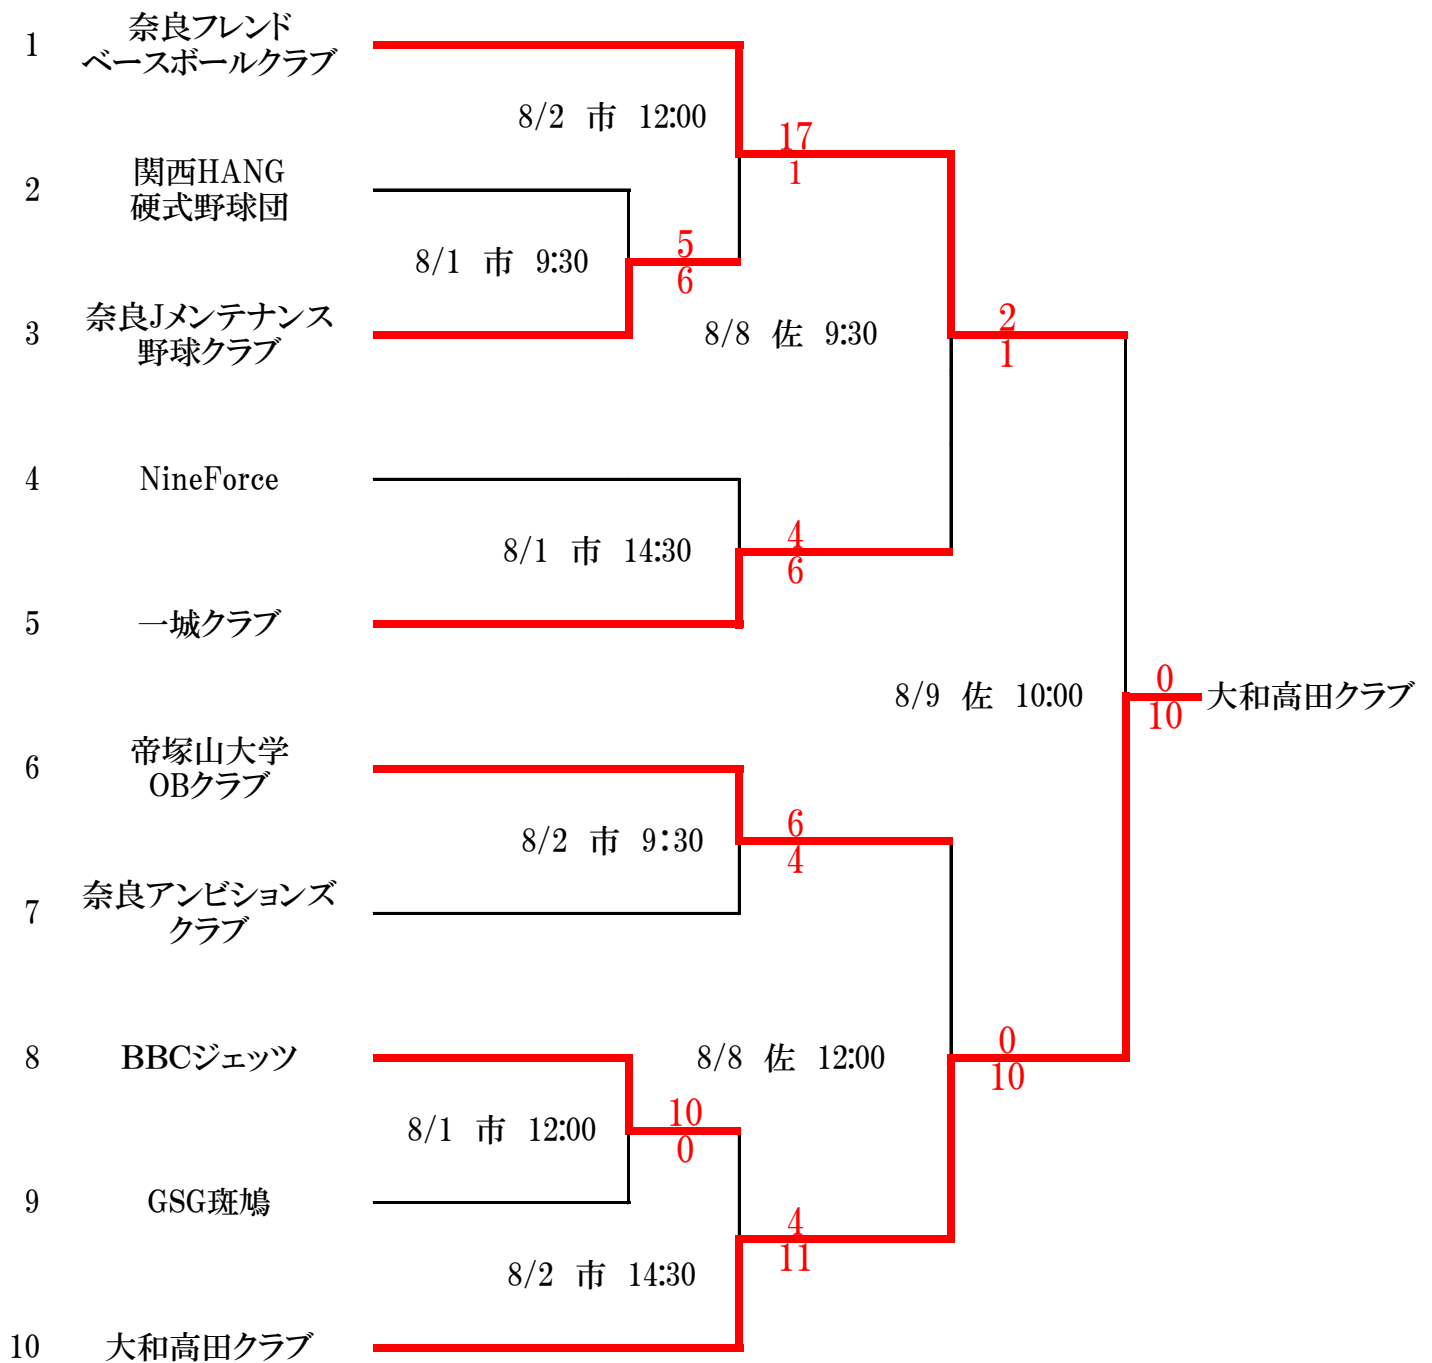 1
奈良フレンド
ベースボールクラブ
8/2 市 12:00
17
1
2
関西HANG
硬式野球団
8/1 市 9:30
5
6
3
奈良Jメンテナンス
野球クラブ
8/8 佐 9:30
2
1
4
NineForce
8/1 市 14:30
4
6
5
一城クラブ
8/9 佐 10:00
0
10
大和高田クラブ
6
帝塚山大学
OBクラブ
8/2 市 9:30
6
4
7
奈良アンビションズ
クラブ
8
BBCジェッツ
8/8 佐 12:00
0
10
8/1 市 12:00
10
0
9
GSG斑鳩
4
11
8/2 市 14:30
10
大和高田クラブ